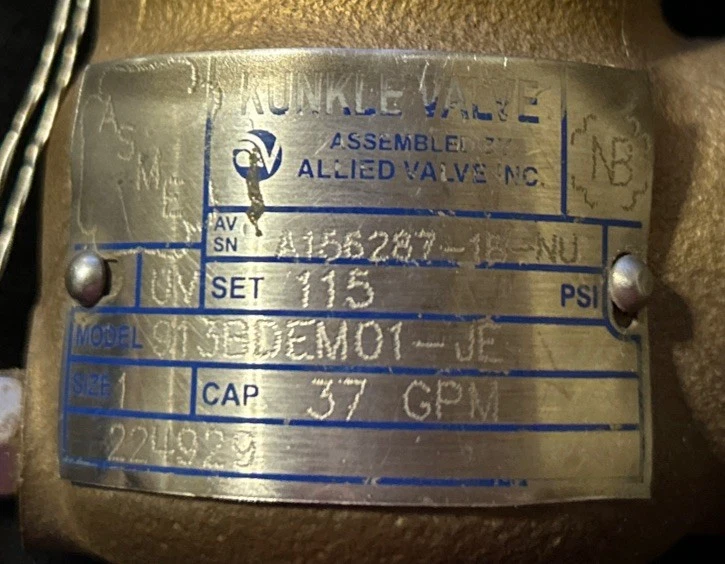 ASME
KUNKLE VALVE
ASSEMBLED BY
ALLIED VALVE INC.
NB
AV
SN A156287-18-NU
UV SET 115 PSI
MODEL 913BDEM01-JE
SIZE 1 CAP 37 GPM
224929